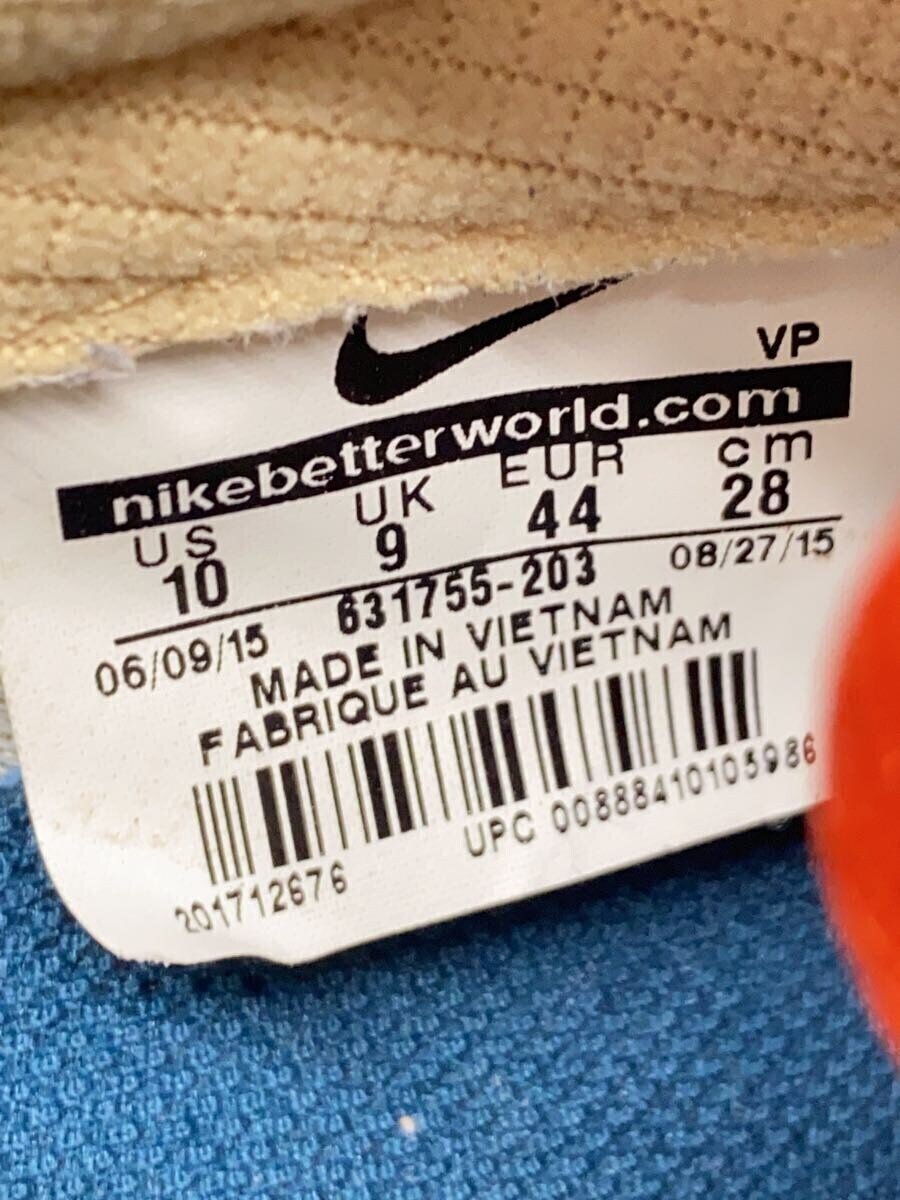 VP
nikebetterworld.com
US UK EUR cm
10 9 44 28
06/09/15 631755-203 08/27/15
MADE IN VIETNAM
FABRIQUE AU VIETNAM
UPC 00888410105986
201712676